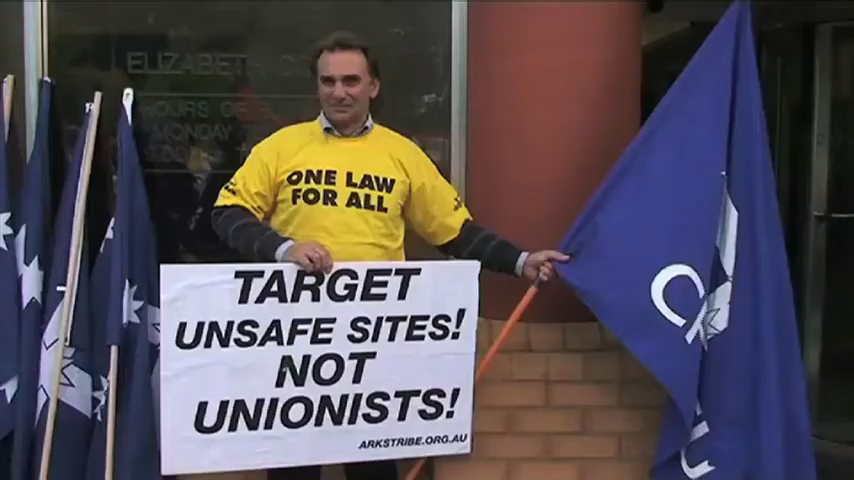 ELIZABETH
HOURS OF
MONDAY
ONE LAW
FOR ALL
TARGET
UNSAFE SITES!
NOT
UNIONISTS!
ARKSTRIBE.ORG.AU